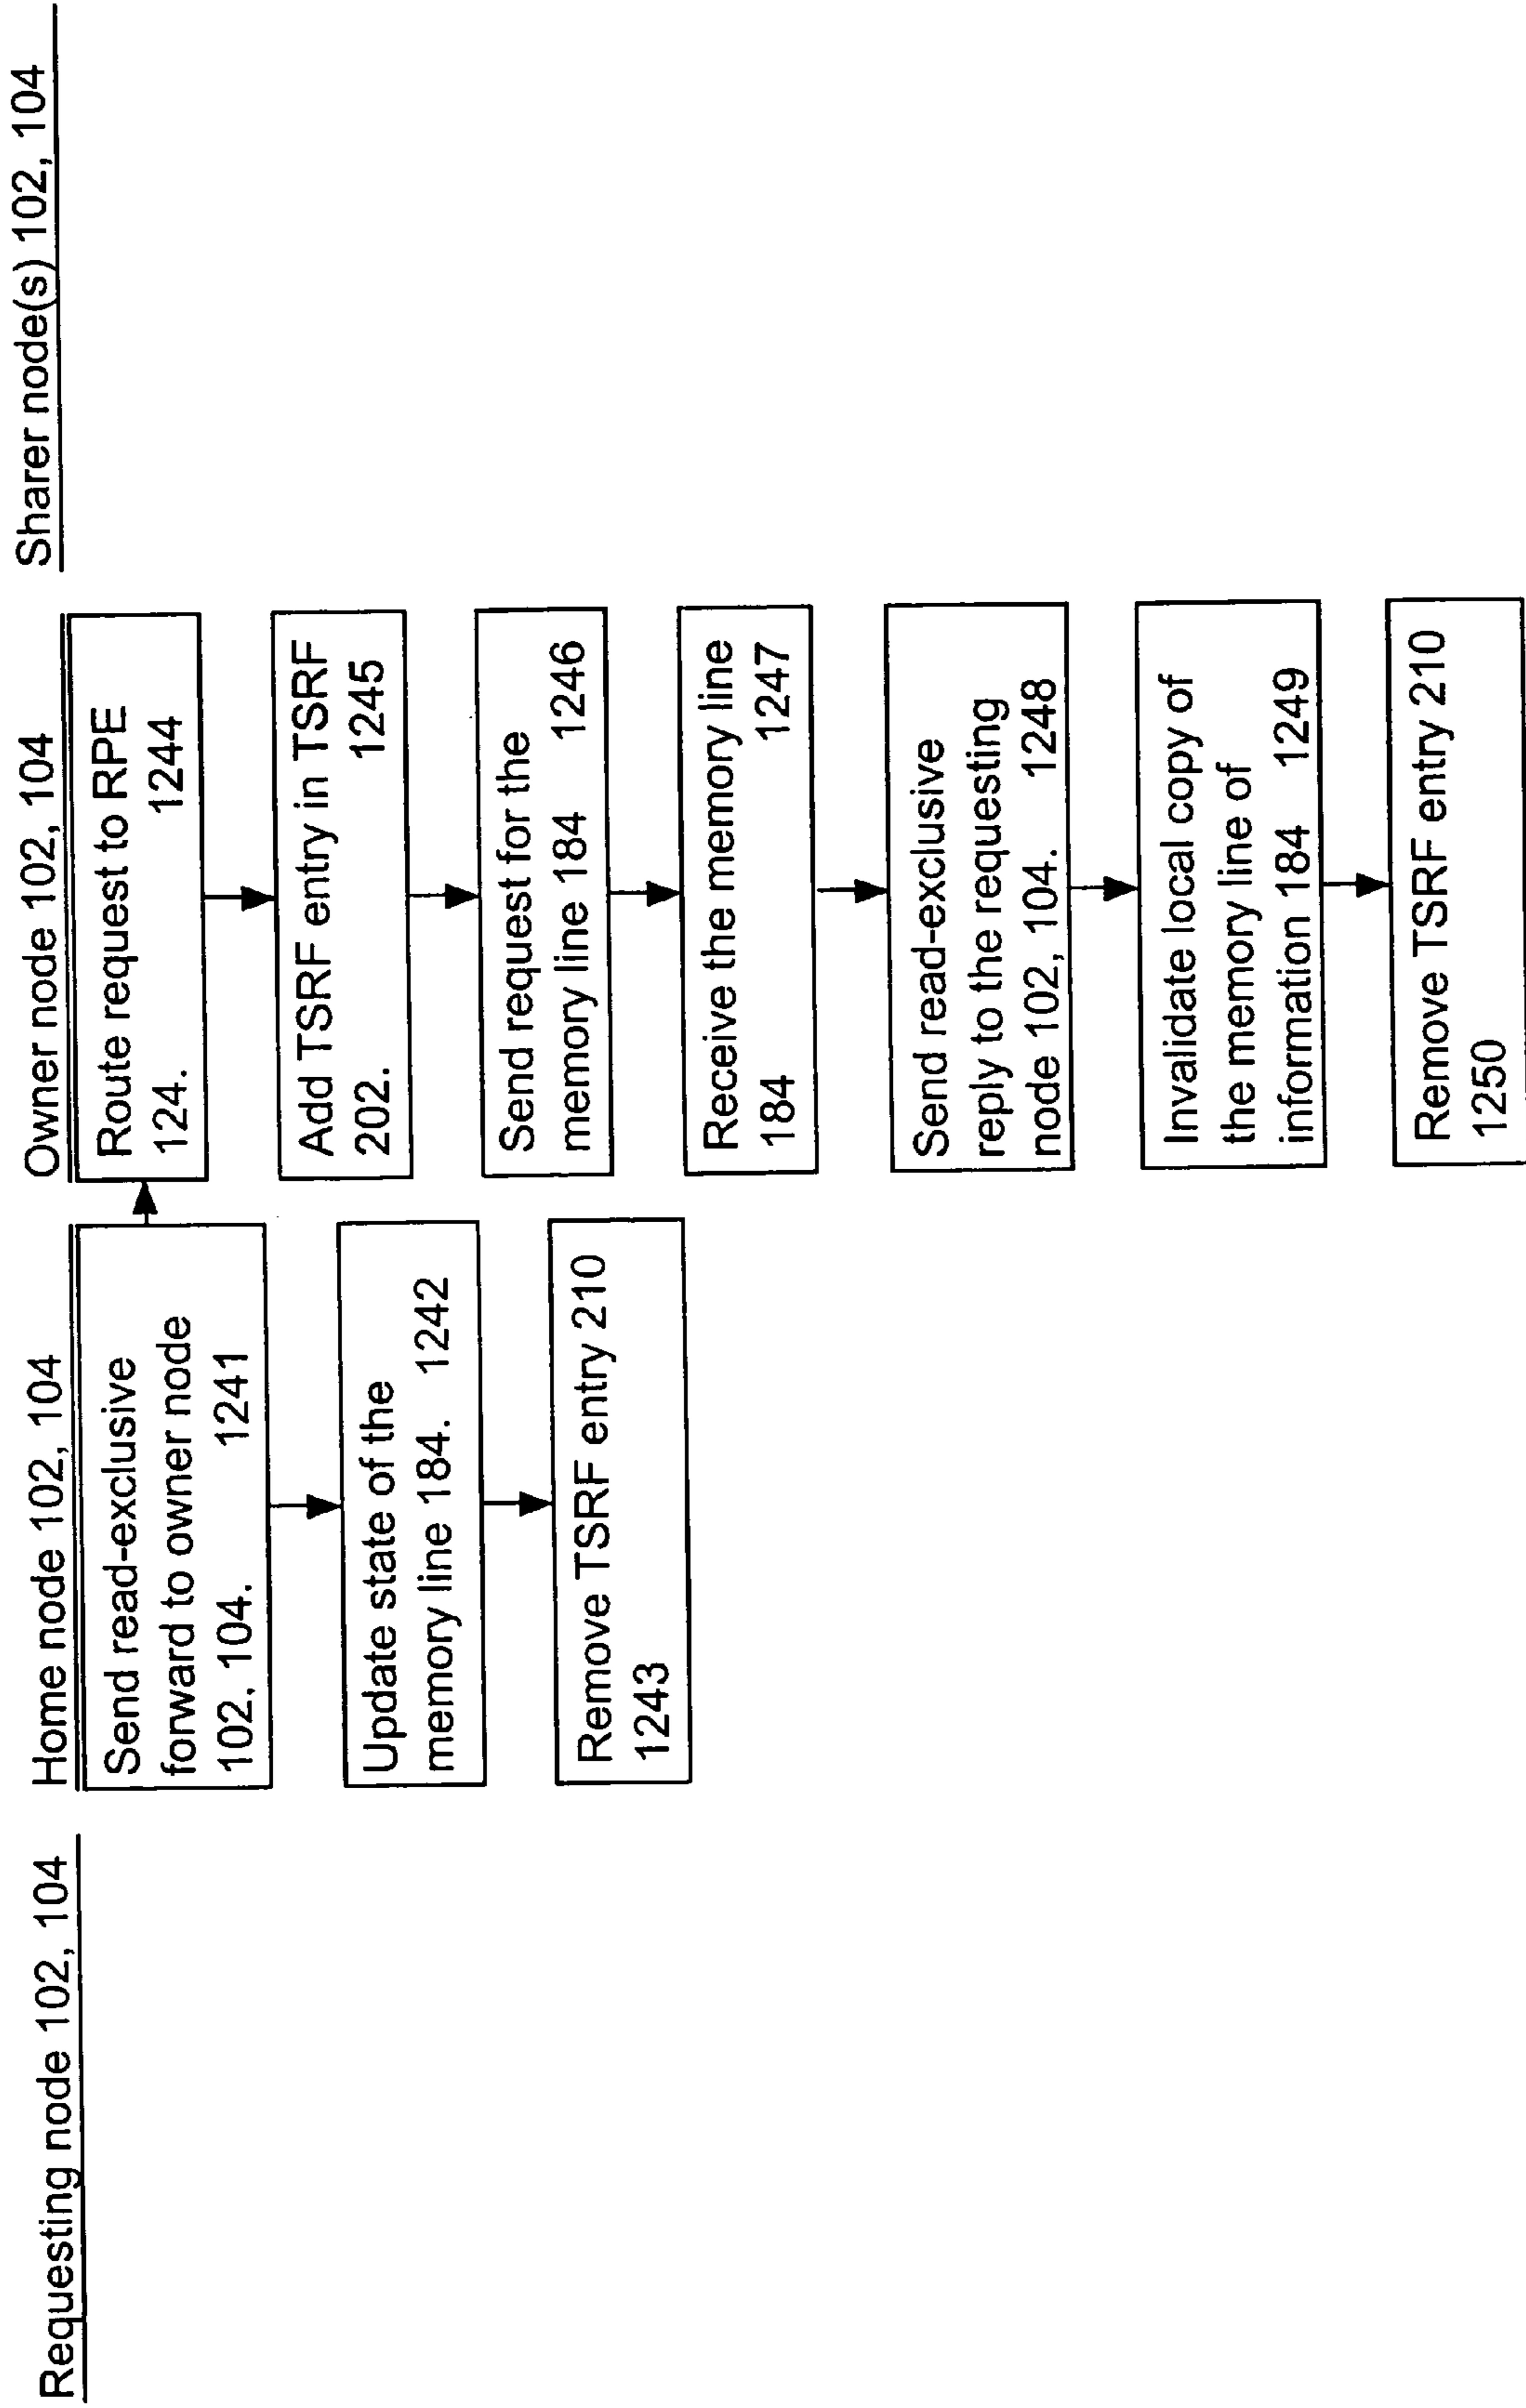 Requesting node 102, 104
Home node 102, 104
Send read-exclusive
forward to owner node
102, 104. 1241
Update state of the
memory line 184. 1242
Remove TSRF entry 210
1243
Owner node 102, 104
Route request to RPE
124. 1244
Add TSRF entry in TSRF
202. 1245
Send request for the
memory line 184 1246
Receive the memory line
184 1247
Send read-exclusive
reply to the requesting
node 102, 104. 1248
Invalidate local copy of
the memory line of
information 184 1249
Remove TSRF entry 210
1250
Sharer node(s) 102, 104